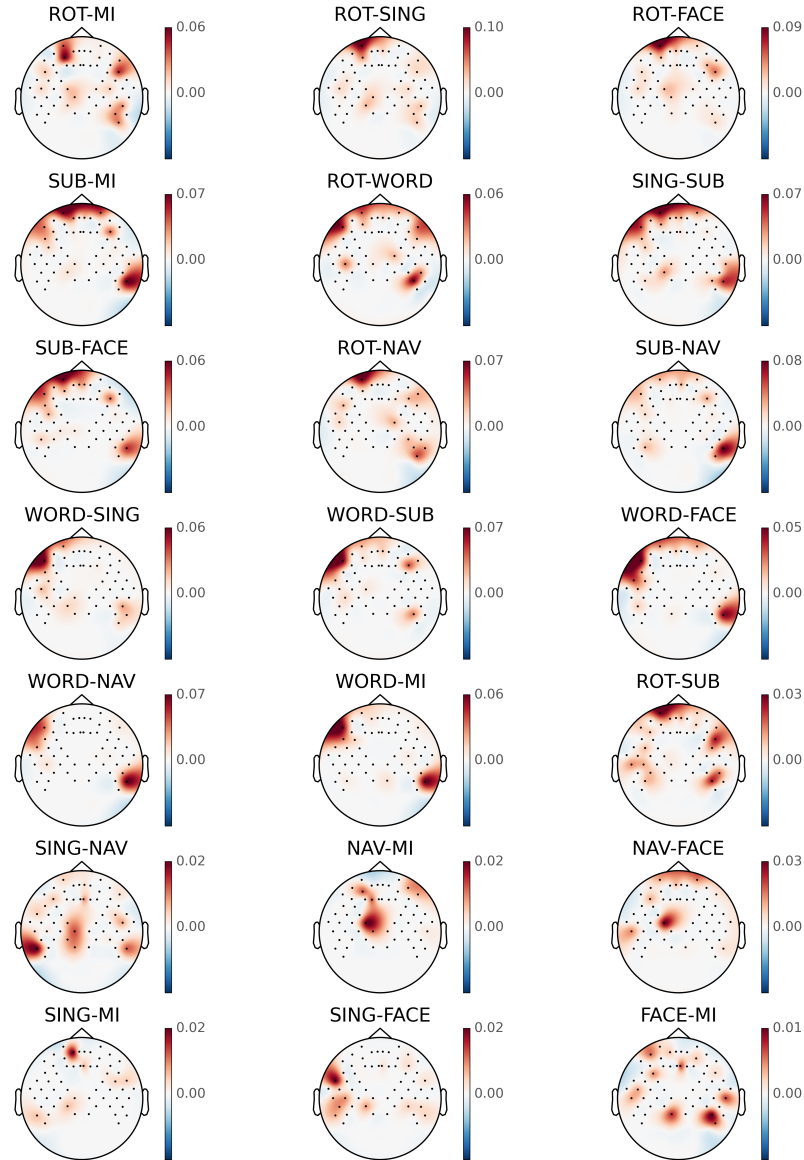 ROT-MI ROT-SING ROT-FACE
0.06 0.10 0.09
0.00 0.00 0.00
SUB-MI ROT-WORD SING-SUB
0.07 0.06 0.07
0.00 0.00 0.00
SUB-FACE ROT-NAV SUB-NAV
0.06 0.07 0.08
0.00 0.00 0.00
WORD-SING WORD-SUB WORD-FACE
0.06 0.07 0.05
0.00 0.00 0.00
WORD-NAV WORD-MI ROT-SUB
0.07 0.06 0.03
0.00 0.00 0.00
SING-NAV NAV-MI NAV-FACE
0.02 0.02 0.03
0.00 0.00 0.00
SING-MI SING-FACE FACE-MI
0.02 0.02 0.01
0.00 0.00 0.00